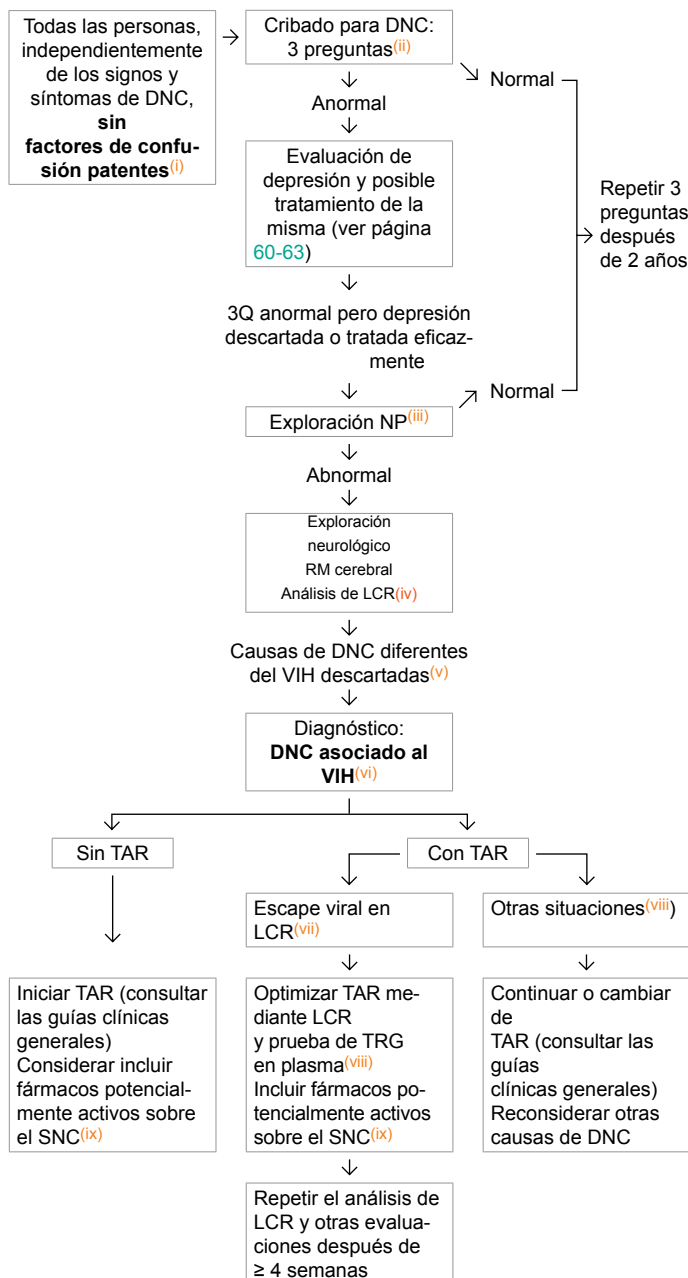 Todas las personas,
independientemente
de los signos y
síntomas de DNC,
sin
factores de confu-
sión patentes(i)
Cribado para DNC:
3 preguntas(ii)
Normal
Anormal
Evaluación de
depresión y posible
tratamiento de la
misma (ver página
60-63)
Repetir 3
preguntas
después
de 2 años
3Q anormal pero depresión
descartada o tratada eficaz-
mente
Normal
Exploración NP(iii)
Abnormal
Exploración
neurológico
RM cerebral
Análisis de LCR(iv)
Causas de DNC diferentes
del VIH descartadas(v)
Diagnóstico:
DNC asociado al
VIH(vi)
Sin TAR
Con TAR
Escape viral en
LCR(vii)
Otras situaciones(viii))
Iniciar TAR (consultar
las guías clínicas
generales)
Considerar incluir
fármacos potencial-
mente activos sobre
el SNC(ix)
Optimizar TAR me-
diante LCR
y prueba de TRG
en plasma(viii)
Incluir fármacos po-
tencialmente activos
sobre el SNC(ix)
Continuar o cambiar
de
TAR (consultar las
guías
clínicas generales)
Reconsiderar otras
causas de DNC
Repetir el análisis de
LCR y otras evalua-
ciones después de
≥ 4 semanas